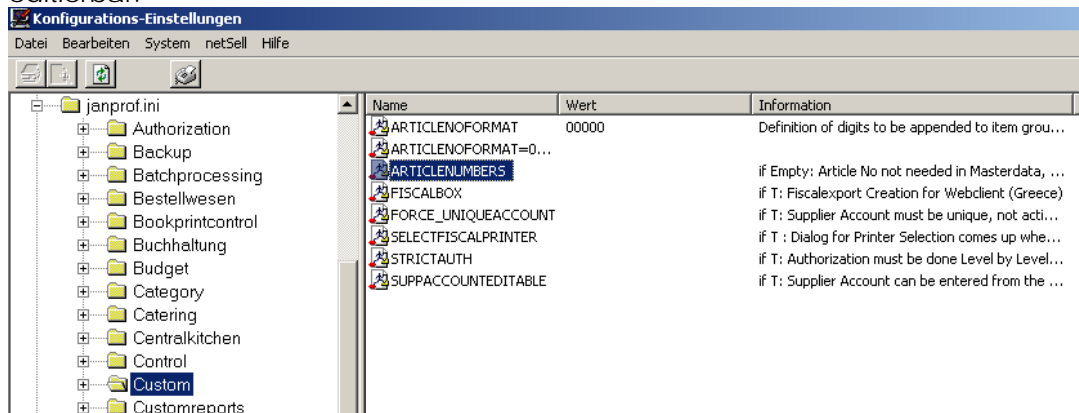 Konfigurations-Einstellungen
Datei Bearbeiten System netSell Hilfe
janprof.ini
Authorization
Backup
Batchprocessing
Bestellwesen
Bookprintcontrol
Buchhaltung
Budget
Category
Catering
Centralkitchen
Control
Custom
Customreports
Name Wert Information
ARTICLENOFORMAT 00000 Definition of digits to be appended to item grou...
ARTICLENOFORMAT=0...
ARTICLENUMBERS if Empty: Article No not needed in Masterdata, ...
FISCALBOX if T: Fiscalexport Creation for Webclient (Greece)
FORCE_UNIQUEACCOUNT if T: Supplier Account must be unique, not acti...
SELECTFISCALPRINTER if T : Dialog for Printer Selection comes up whe...
STRICTAUTH if T: Authorization must be done Level by Level...
SUPPACCOUNTEDITABLE if T: Supplier Account can be entered from the ...